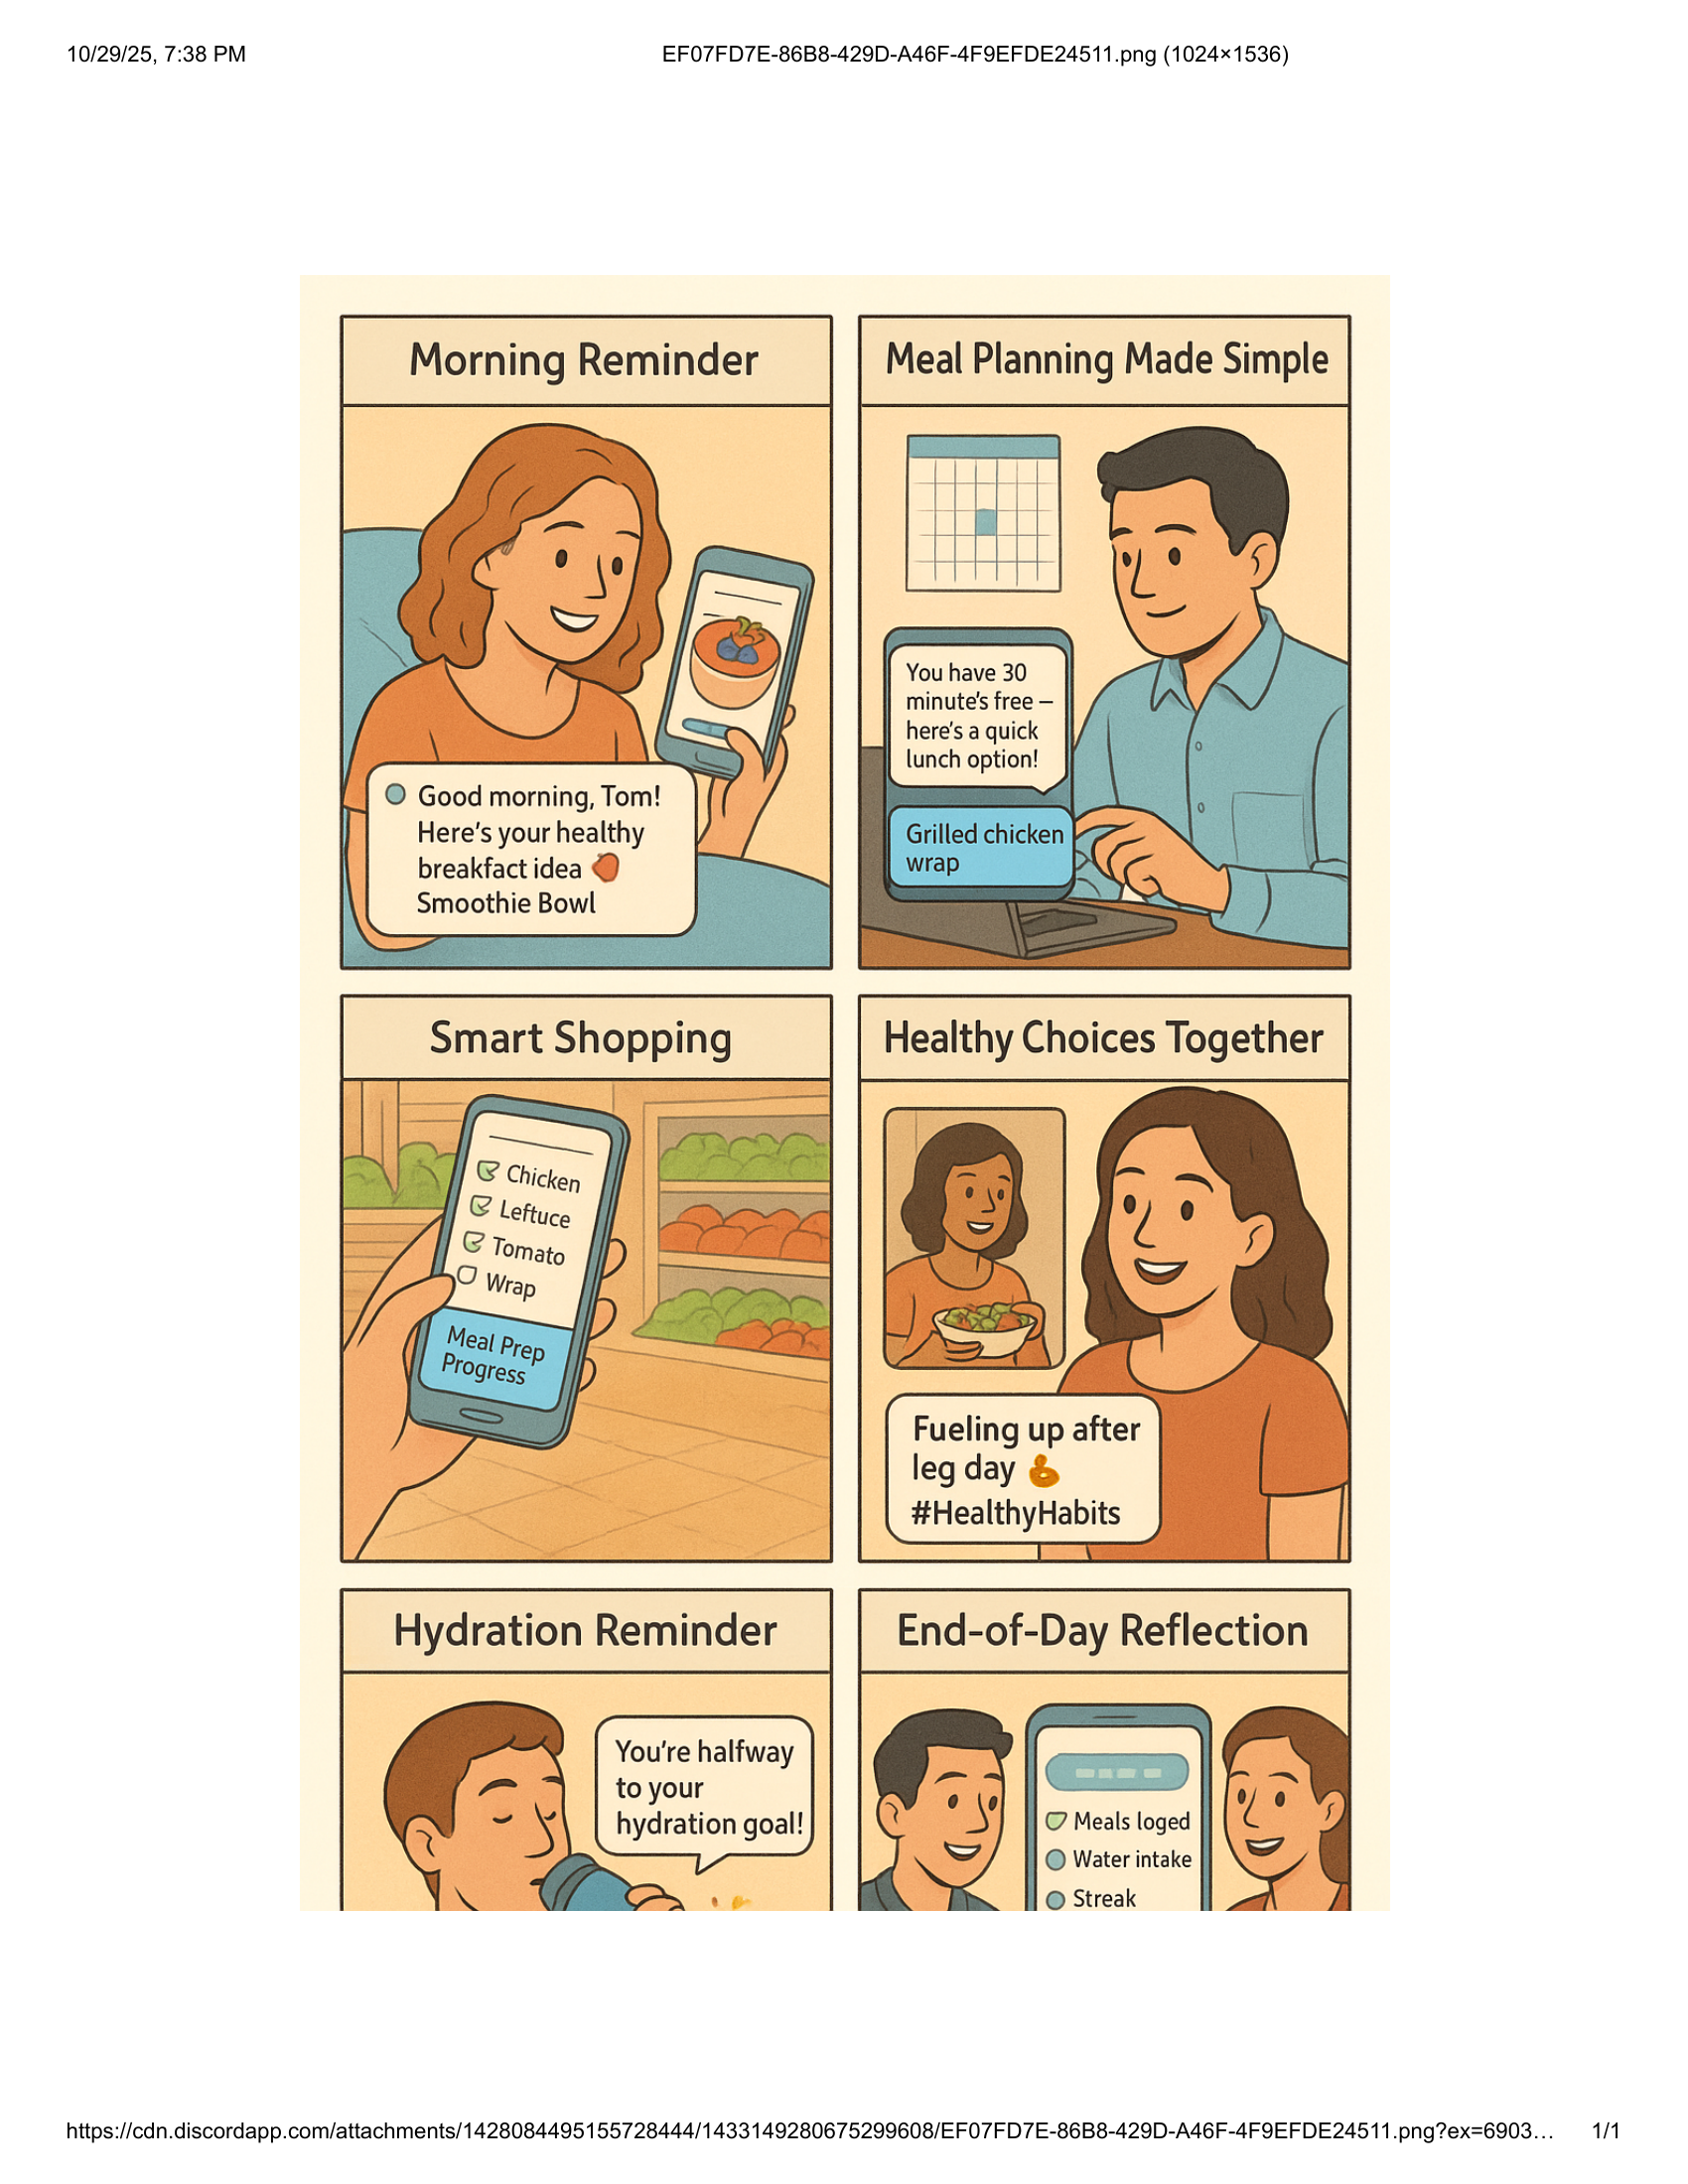 10/29/25, 7:38 PM
EF07FD7E-86B8-429D-A46F-4F9EFDE24511.png (1024×1536)
Morning Reminder
Good morning, Tom!
Here's your healthy
breakfact idea
Smoothie Bowl
Meal Planning Made Simple
You have 30
minute's free –
here's a quick
lunch option!
Grilled chicken
wrap
Smart Shopping
Chicken
Leftuce
Tomato
Wrap
Meal Prep
Progress
Healthy Choices Together
Fueling up after
leg day 💪
#HealthyHabits
Hydration Reminder
You're halfway
to your
hydration goal!
End-of-Day Reflection
Meals loged
Water intake
Streak
https://cdn.discordapp.com/attachments/1428084495155728444/1433149280675299608/EF07FD7E-86B8-429D-A46F-4F9EFDE24511.png?ex=6903…
1/1